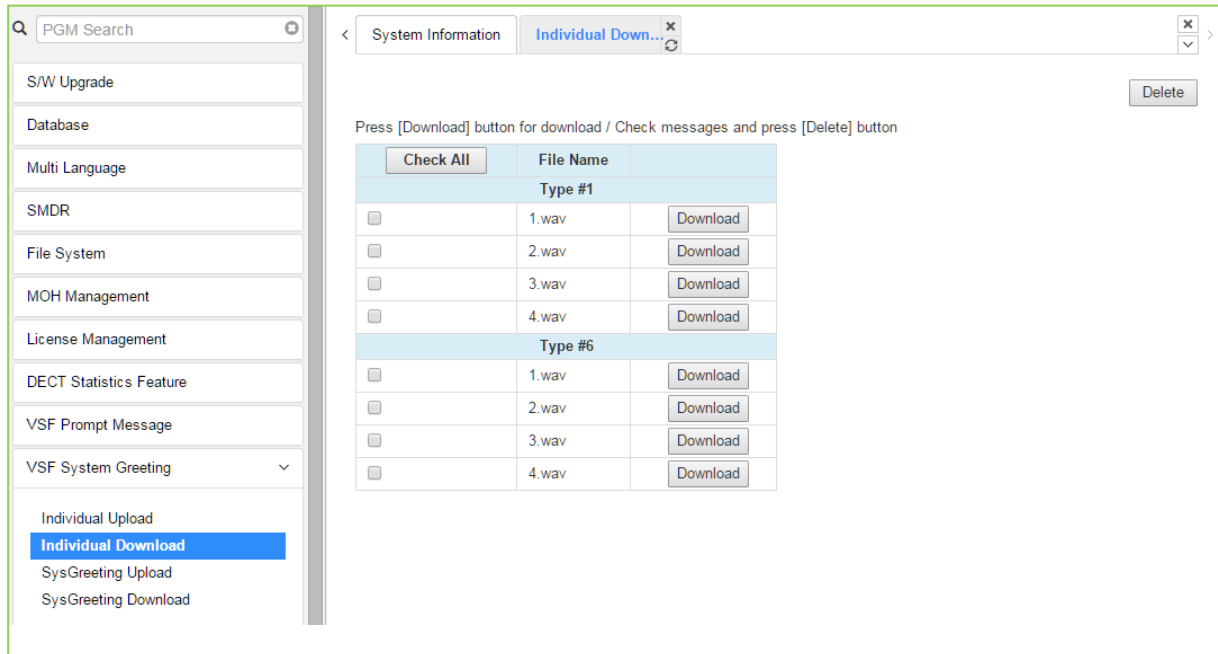 PGM Search
S/W Upgrade
Database
Multi Language
SMDR
File System
MOH Management
License Management
DECT Statistics Feature
VSF Prompt Message
VSF System Greeting
Individual Upload
Individual Download
SysGreeting Upload
SysGreeting Download
System Information
Individual Down...
Delete
Press [Download] button for download / Check messages and press [Delete] button
Check All File Name
Type #1
1.wav Download
2.wav Download
3.wav Download
4.wav Download
Type #6
1.wav Download
2.wav Download
3.wav Download
4.wav Download